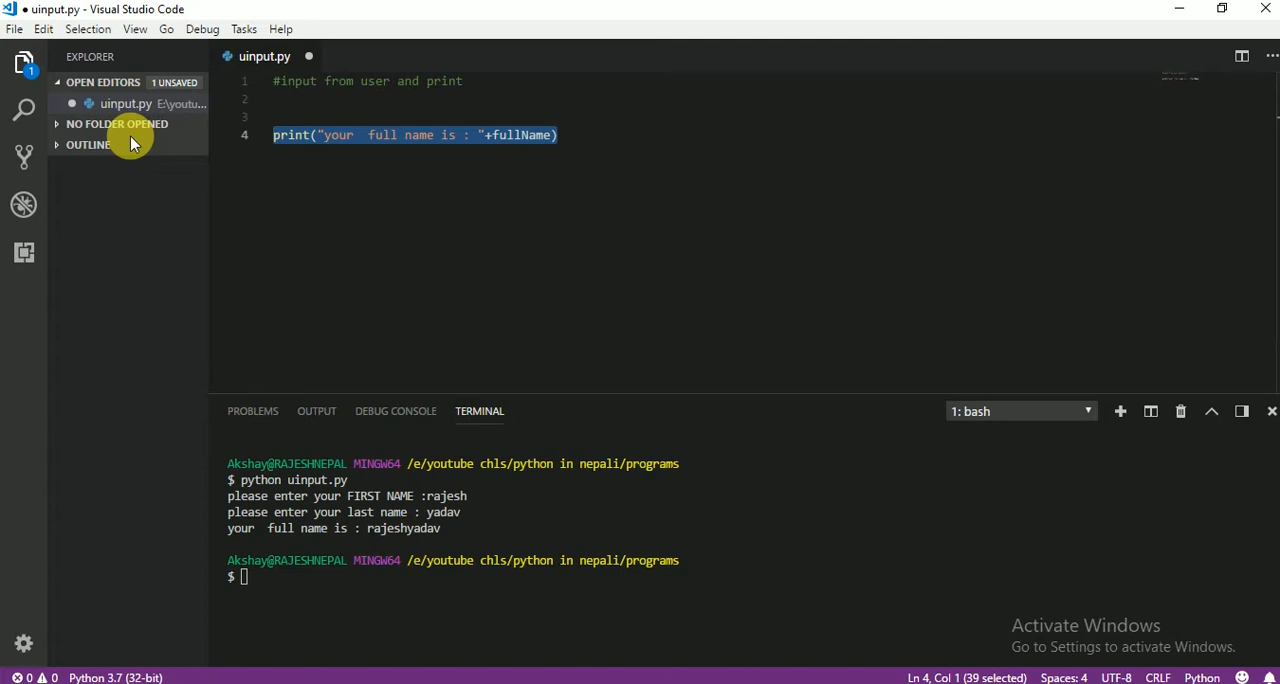 ● uinput.py - Visual Studio Code
File Edit Selection View Go Debug Tasks Help
EXPLORER
OPEN EDITORS 1 UNSAVED
● uinput.py E:\youtu...
NO FOLDER OPENED
OUTLINE
1
uinput.py ●
1 #input from user and print
2
3
4 print("your  full name is : "+fullName)
PROBLEMS OUTPUT DEBUG CONSOLE TERMINAL
1: bash
Akshay@RAJESHNEPAL MINGW64 /e/youtube chls/python in nepali/programs
$ python uinput.py
please enter your FIRST NAME :rajesh
please enter your last name : yadav
your  full name is : rajeshyadav
Akshay@RAJESHNEPAL MINGW64 /e/youtube chls/python in nepali/programs
$
Activate Windows
Go to Settings to activate Windows.
0 0 Python 3.7 (32-bit) Ln 4, Col 1 (39 selected) Spaces: 4 UTF-8 CRLF Python